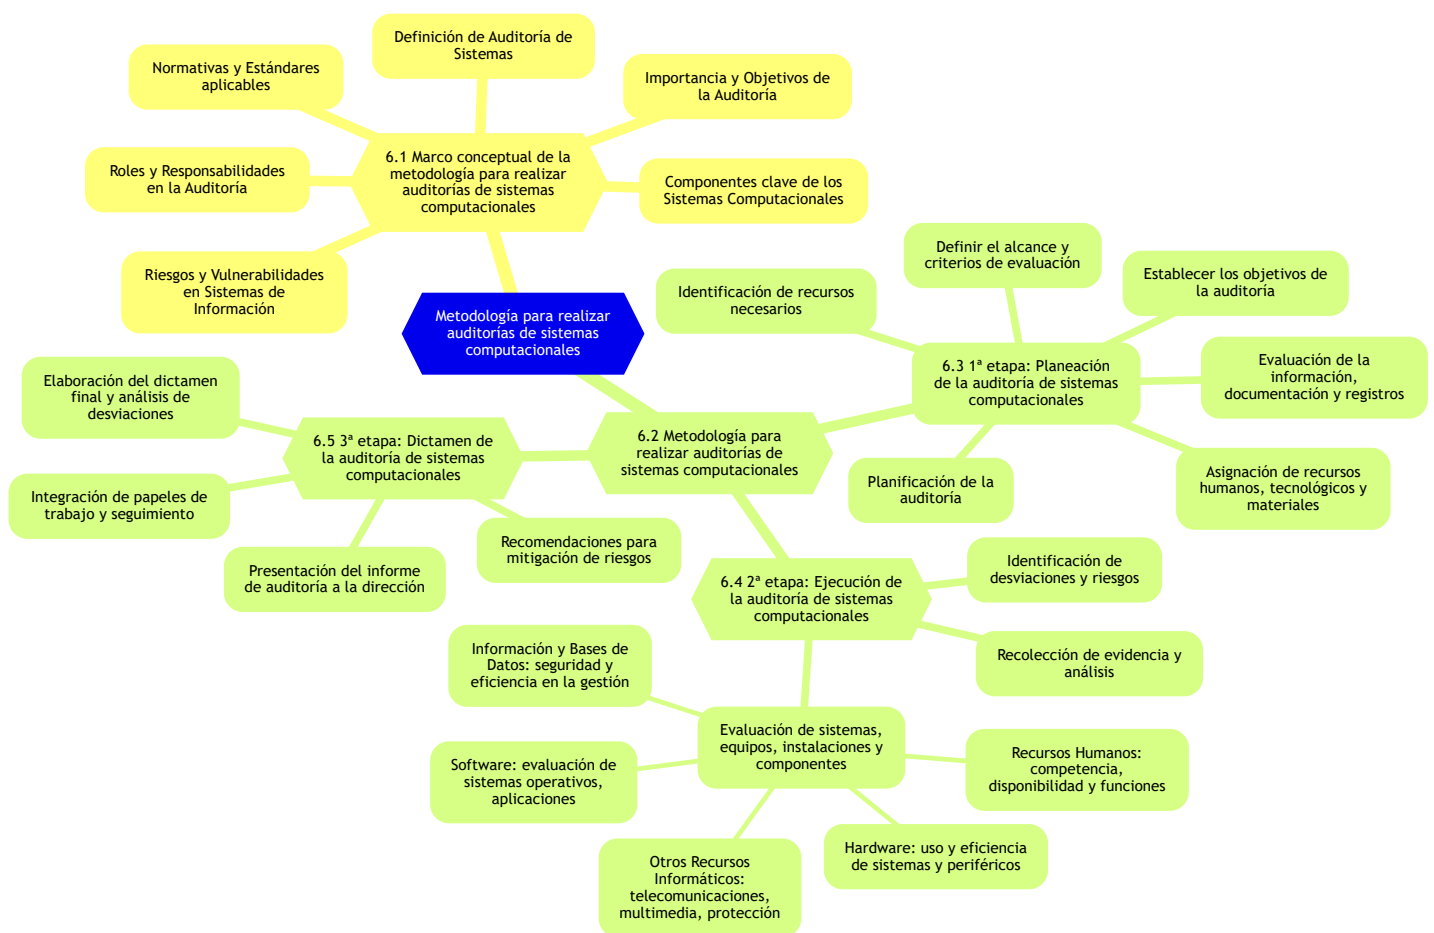 Definición de Auditoría de
Sistemas
Normativas y Estándares
aplicables
Importancia y Objetivos de
la Auditoría
6.1 Marco conceptual de la
metodología para realizar
auditorías de sistemas
computacionales
Roles y Responsabilidades
en la Auditoría
Componentes clave de los
Sistemas Computacionales
Riesgos y Vulnerabilidades
en Sistemas de
Información
Metodología para realizar
auditorías de sistemas
computacionales
Definir el alcance y
criterios de evaluación
Identificación de recursos
necesarios
Establecer los objetivos de
la auditoría
6.3 1ª etapa: Planeación
de la auditoría de sistemas
computacionales
Evaluación de la
información,
documentación y registros
Planificación de la
auditoría
Asignación de recursos
humanos, tecnológicos y
materiales
6.2 Metodología para
realizar auditorías de
sistemas computacionales
Elaboración del dictamen
final y análisis de
desviaciones
6.5 3ª etapa: Dictamen de
la auditoría de sistemas
computacionales
Integración de papeles de
trabajo y seguimiento
Presentación del informe
de auditoría a la dirección
Recomendaciones para
mitigación de riesgos
6.4 2ª etapa: Ejecución de
la auditoría de sistemas
computacionales
Identificación de
desviaciones y riesgos
Recolección de evidencia y
análisis
Información y Bases de
Datos: seguridad y
eficiencia en la gestión
Evaluación de sistemas,
equipos, instalaciones y
componentes
Software: evaluación de
sistemas operativos,
aplicaciones
Recursos Humanos:
competencia,
disponibilidad y funciones
Otros Recursos
Informáticos:
telecomunicaciones,
multimedia, protección
Hardware: uso y eficiencia
de sistemas y periféricos